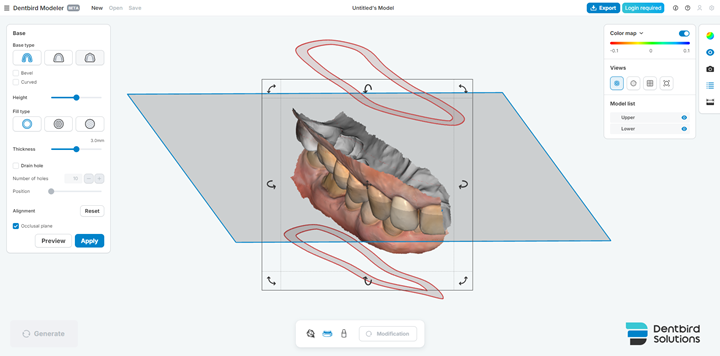 Dentbird Modeler BETA New Open Save Untitled's Model Export Login required
Base
Base type
Bevel
Curved
Height
Fill type
3.0mm
Thickness
Drain hole
Number of holes 10
Position
Alignment Reset
Occlusal plane
Preview Apply
Color map
-0.1 0 0.1
Views
Model list
Upper
Lower
Generate
Modification
Dentbird
Solutions